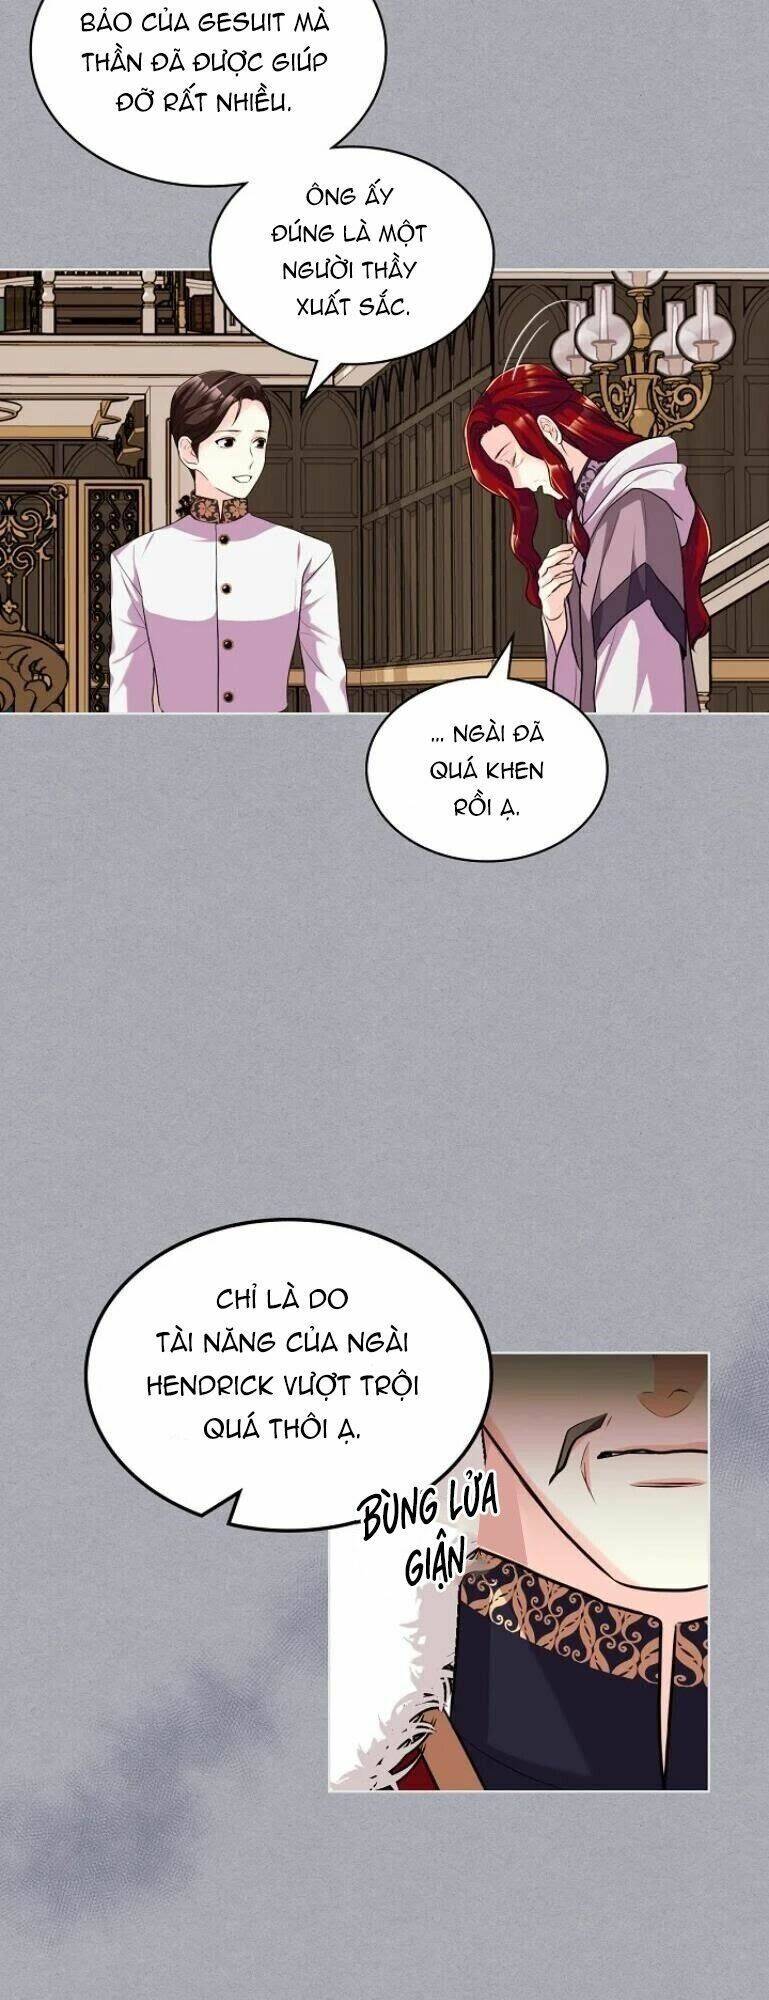 BẢO CỦA GESUIT MÀ
THẦN ĐÃ ĐƯỢC GIÚP
ĐỠ RẤT NHIỀU.
ÔNG ẤY
ĐÚNG LÀ MỘT
NGƯỜI THẦY
XUẤT SẮC.
... NGÀI ĐÃ
QUÁ KHEN
RỒI Ạ.
CHỈ LÀ DO
TÀI NĂNG CỦA NGÀI
HENDRICK VƯỢT TRỘI
QUÁ THÔI Ạ.
BÙNG LỬA
GIẬN